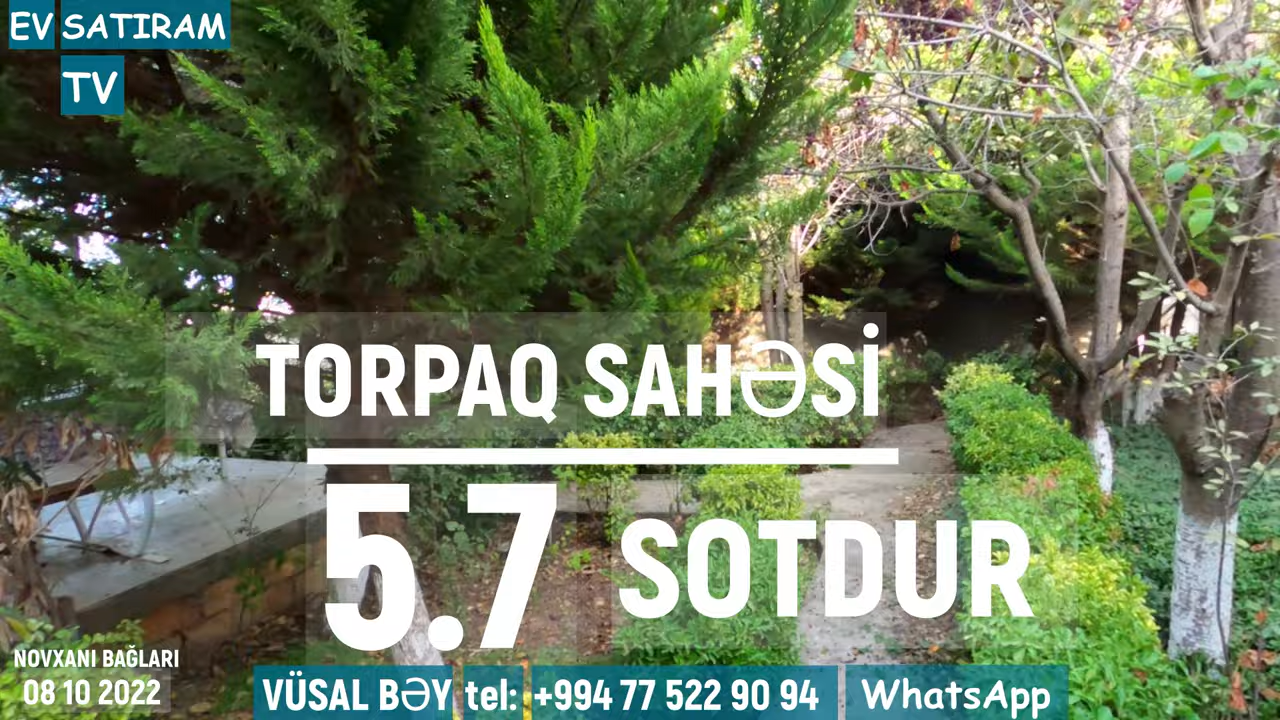 EV SATIRAM
TV
TORPAQ SAHƏSİ
5.7 SOTDUR
NOVXANI BAĞLARI
08 10 2022
VÜSAL BƏY tel: +994 77 522 90 94 WhatsApp